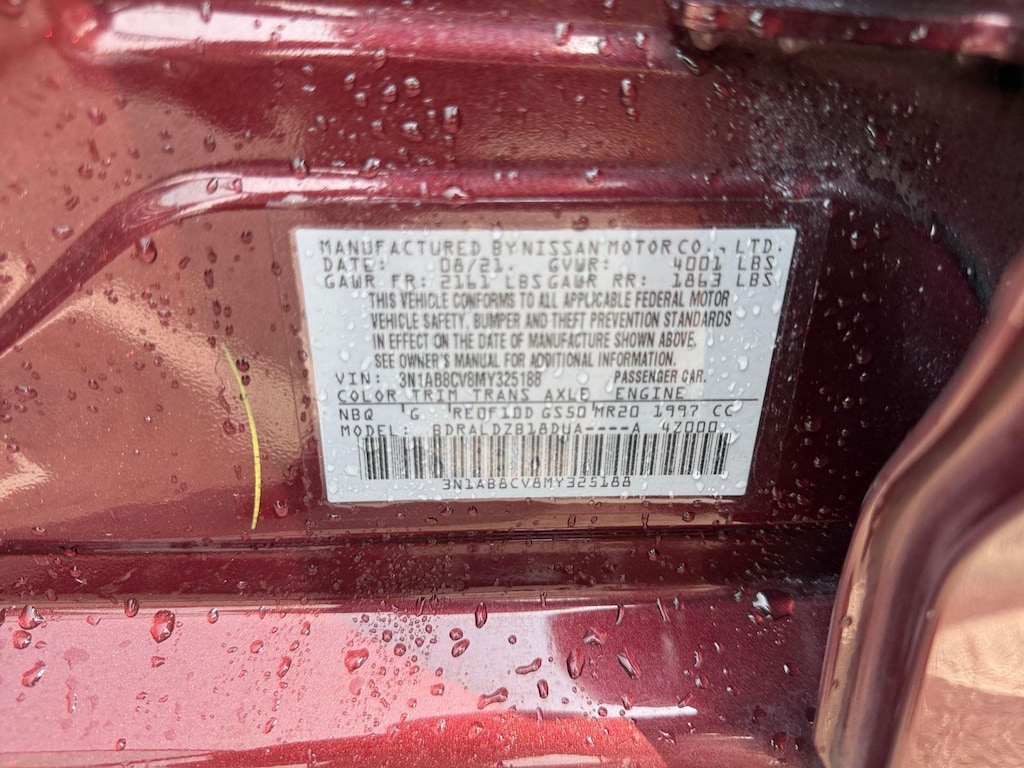 MANUFACTURED BY NISSAN MOTOR CO., LTD.
DATE: 08/21. GVWR: 4001 LBS
GAWR FR: 2161 LBS GAWR RR: 1863 LBS
THIS VEHICLE CONFORMS TO ALL APPLICABLE FEDERAL MOTOR
VEHICLE SAFETY, BUMPER AND THEFT PREVENTION STANDARDS
IN EFFECT ON THE DATE OF MANUFACTURE SHOWN ABOVE.
SEE OWNER'S MANUAL FOR ADDITIONAL INFORMATION.
VIN: 3N1AB8CV8MY325188 PASSENGER CAR.
COLOR TRIM TRANS AXLE ENGINE
NBQ G RE0F10D GS50 MR20 1997 CC
MODEL: BDRALDZB18DUA----A 4Z000
3N1AB8CV8MY325188